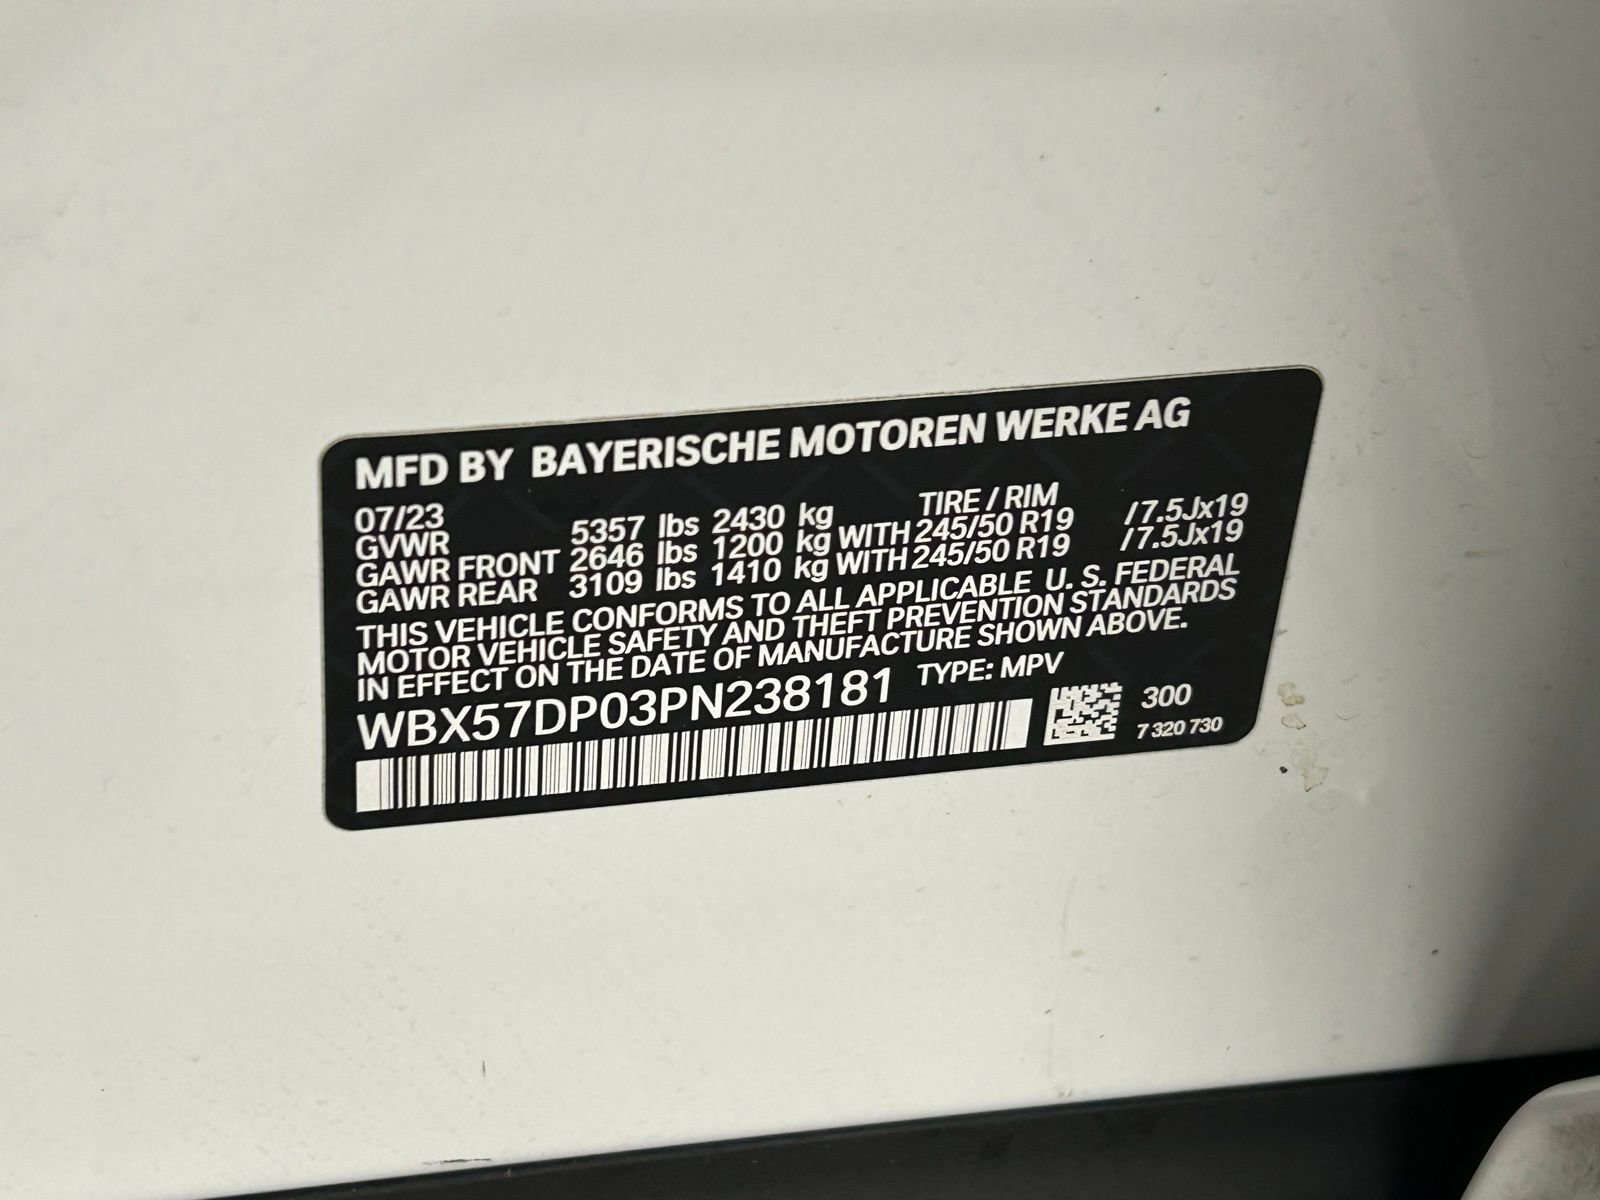 MFD BY BAYERISCHE MOTOREN WERKE AG
07/23 TIRE / RIM
GVWR 5357 lbs 2430 kg
GAWR FRONT 2646 lbs 1200 kg WITH 245/50 R19 /7.5Jx19
GAWR REAR 3109 lbs 1410 kg WITH 245/50 R19 /7.5Jx19
THIS VEHICLE CONFORMS TO ALL APPLICABLE U. S. FEDERAL
MOTOR VEHICLE SAFETY AND THEFT PREVENTION STANDARDS
IN EFFECT ON THE DATE OF MANUFACTURE SHOWN ABOVE.
WBX57DP03PN238181 TYPE: MPV
300
7 320 730